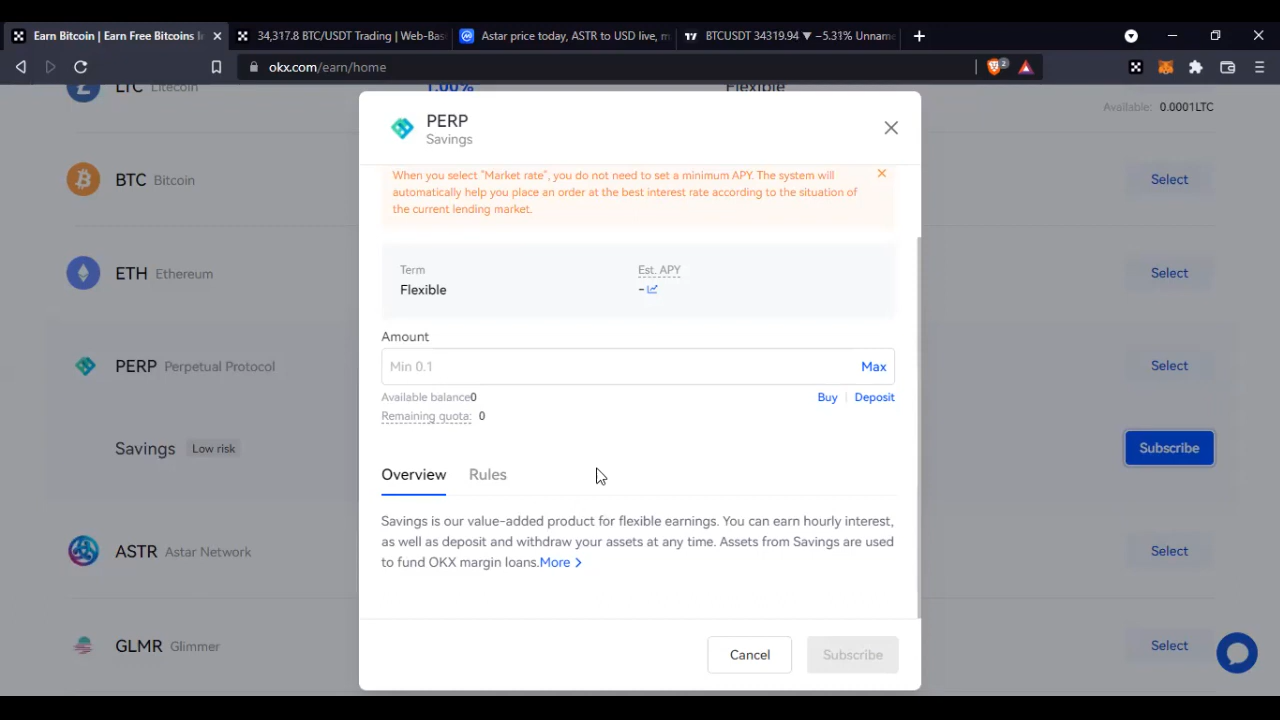 Earn Bitcoin | Earn Free Bitcoins I
34,317.8 BTC/USDT Trading | Web-Bas
Astar price today, ASTR to USD live, m
BTCUSDT 34319.94 ▼ −5.31% Unname
okx.com/earn/home
2
LTC Litecoin
1.00%
Flexible
Available: 0.0001LTC
BTC Bitcoin
Select
ETH Ethereum
Select
PERP Perpetual Protocol
Select
Savings Low risk
Subscribe
ASTR Astar Network
Select
GLMR Glimmer
Select
PERP
Savings
When you select "Market rate", you do not need to set a minimum APY. The system will
automatically help you place an order at the best interest rate according to the situation of
the current lending market.
Term
Flexible
Est. APY
-
Amount
Min 0.1
Max
Available balance0
Buy | Deposit
Remaining quota: 0
Overview
Rules
Savings is our value-added product for flexible earnings. You can earn hourly interest,
as well as deposit and withdraw your assets at any time. Assets from Savings are used
to fund OKX margin loans.More >
Cancel
Subscribe